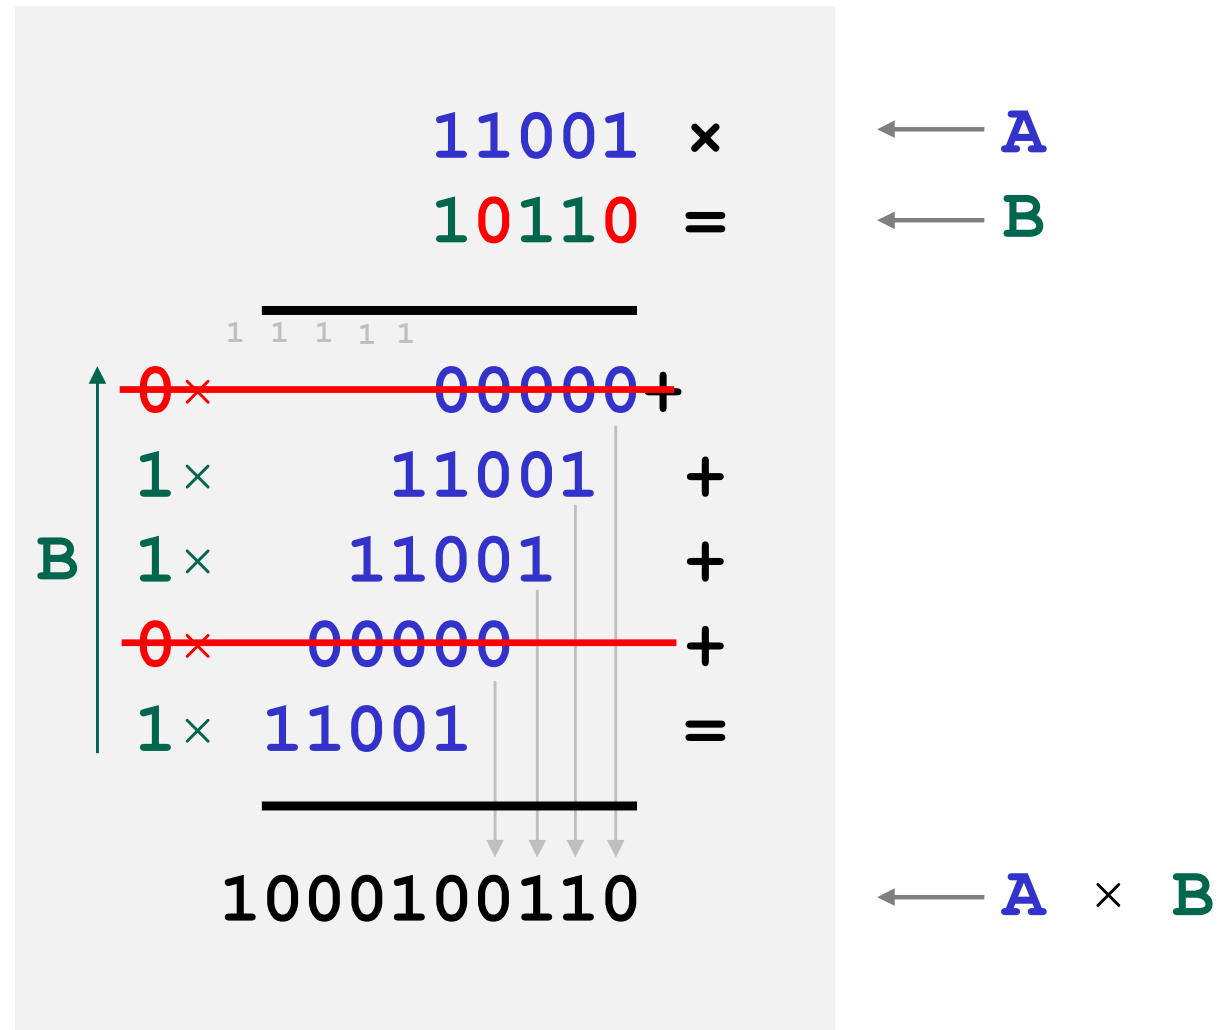 11001 × A
10110 = B
1 1 1 1 1
0× 00000+
1× 11001 +
B 1× 11001 +
0× 00000 +
1× 11001 =
1000100110 A × B